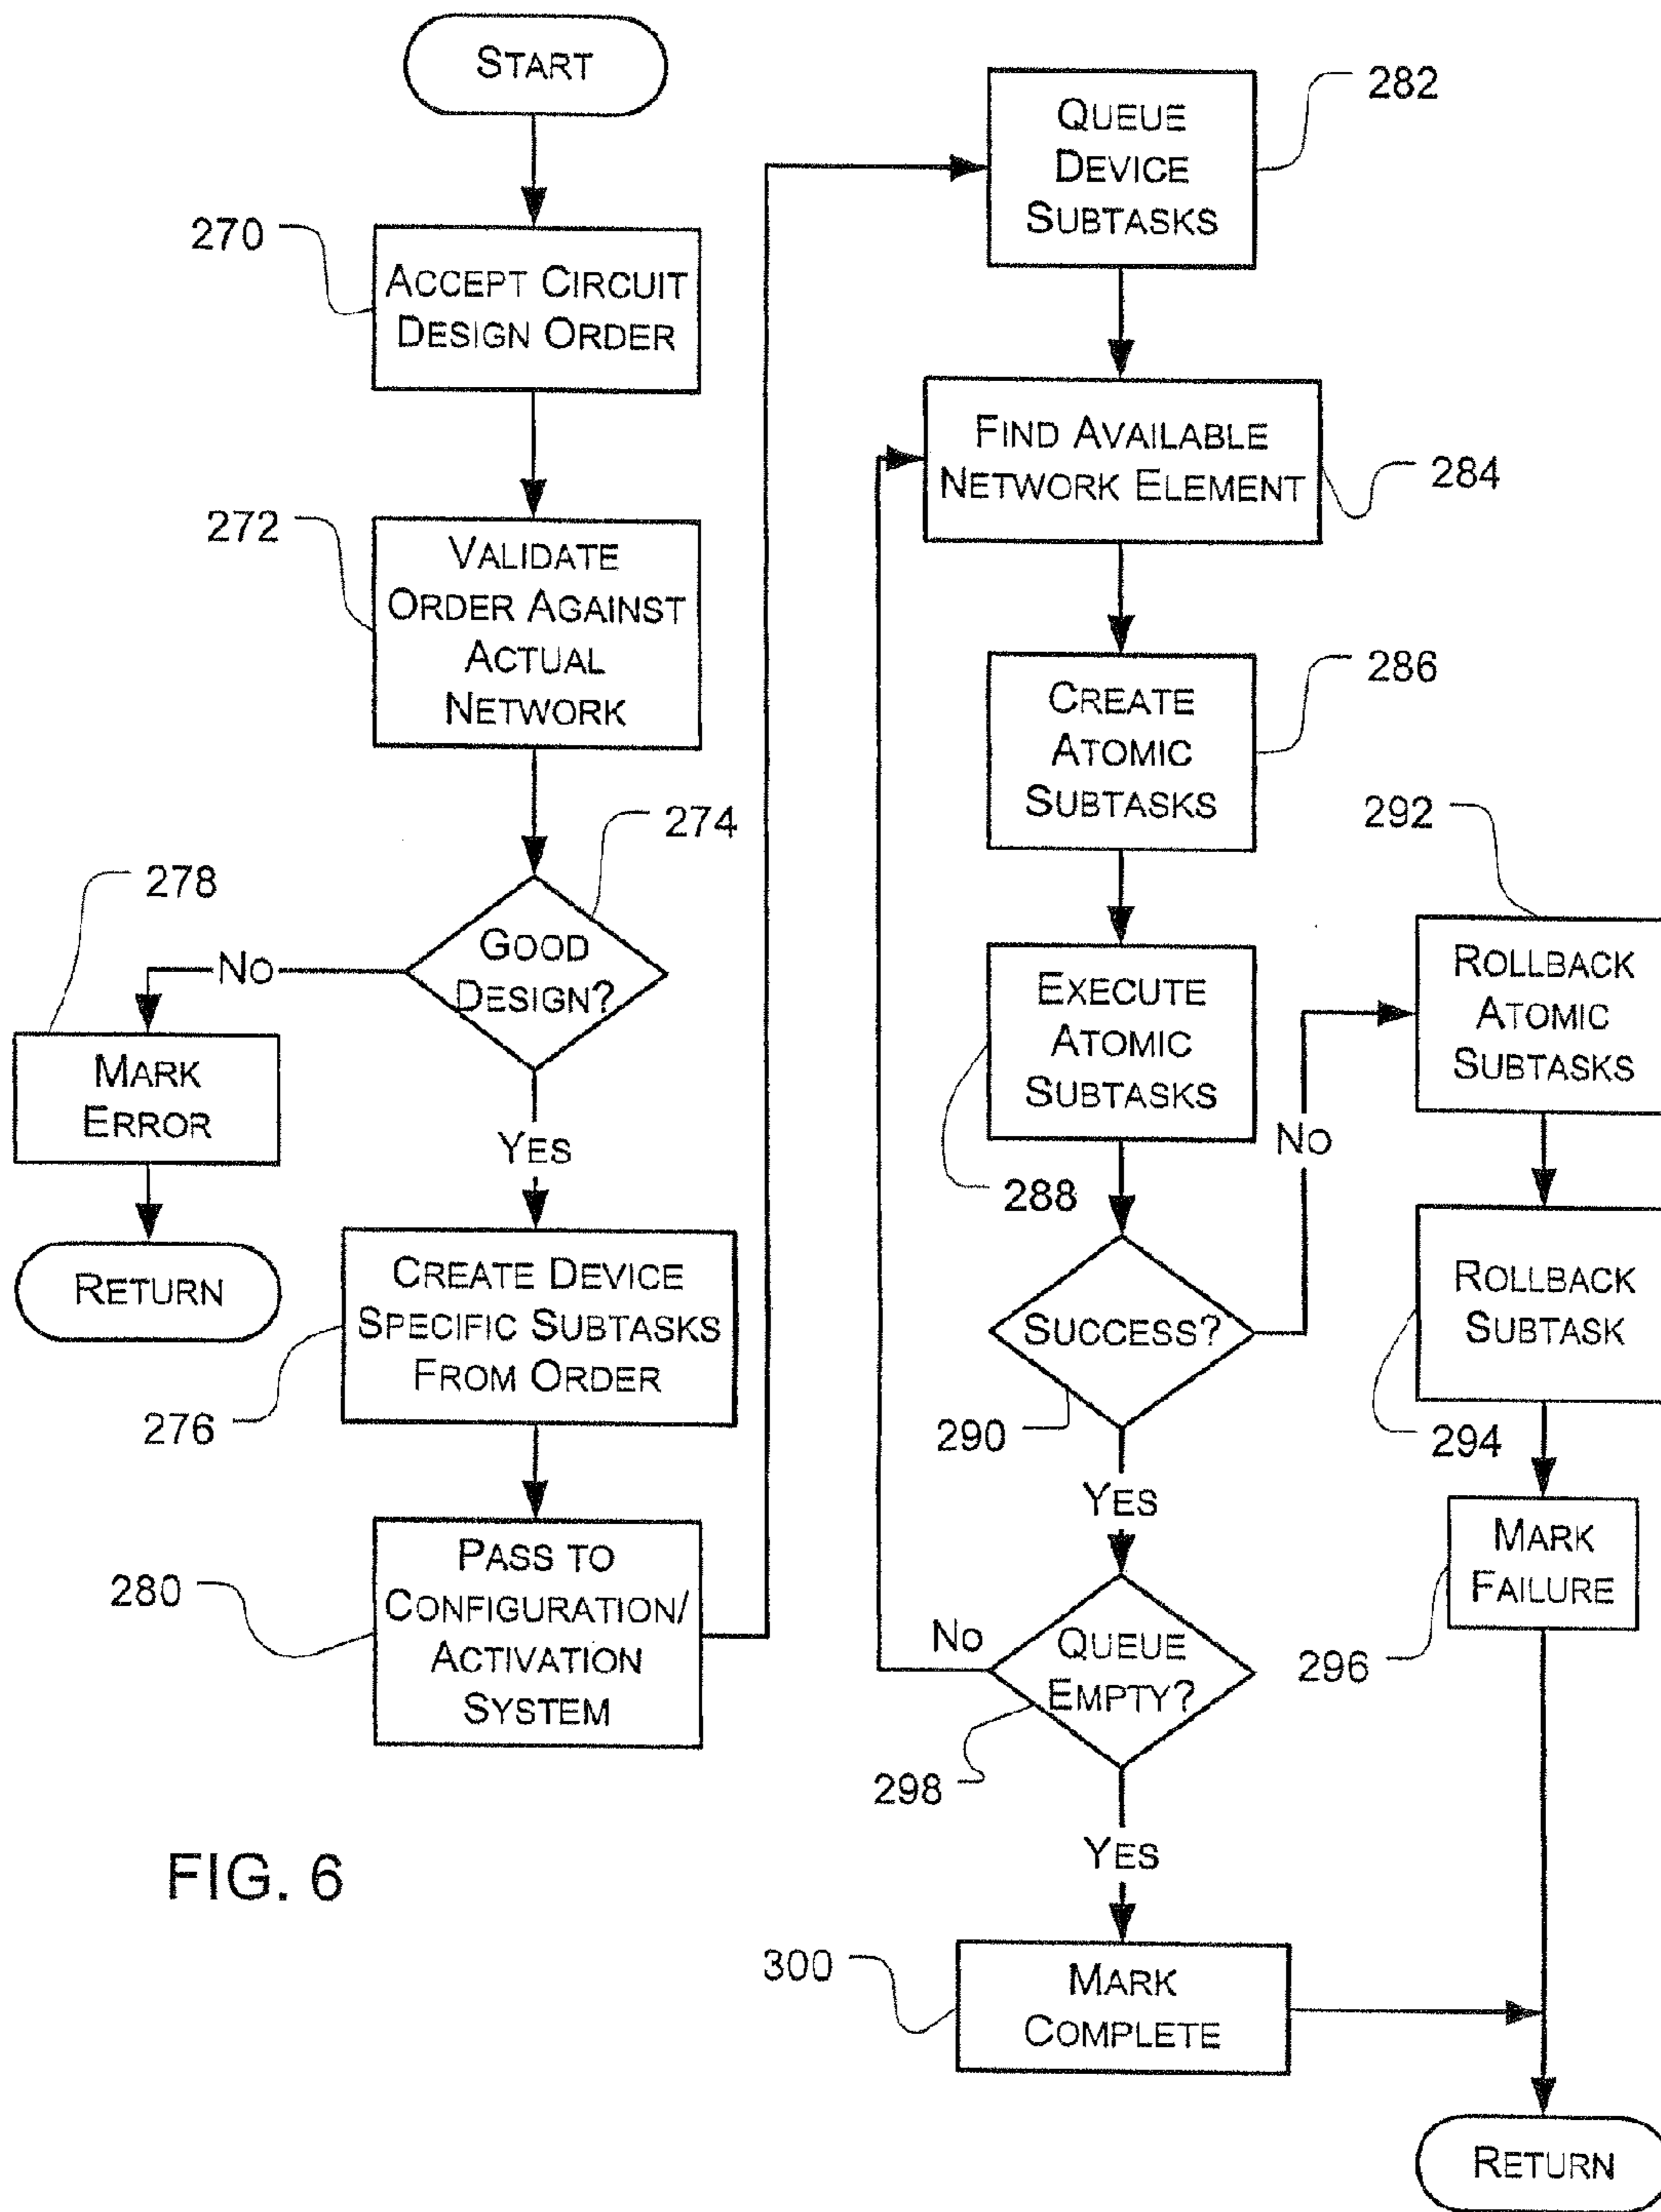 START
270
ACCEPT CIRCUIT
DESIGN ORDER
272
VALIDATE
ORDER AGAINST
ACTUAL
NETWORK
274
GOOD
DESIGN?
NO
278
MARK
ERROR
RETURN
YES
CREATE DEVICE
SPECIFIC SUBTASKS
FROM ORDER
276
PASS TO
CONFIGURATION/
ACTIVATION
SYSTEM
280
282
QUEUE
DEVICE
SUBTASKS
FIND AVAILABLE
NETWORK ELEMENT
284
286
CREATE
ATOMIC
SUBTASKS
EXECUTE
ATOMIC
SUBTASKS
288
SUCCESS?
290
NO
292
ROLLBACK
ATOMIC
SUBTASKS
ROLLBACK
SUBTASK
294
MARK
FAILURE
296
YES
QUEUE
EMPTY?
NO
298
YES
300
MARK
COMPLETE
RETURN
FIG. 6